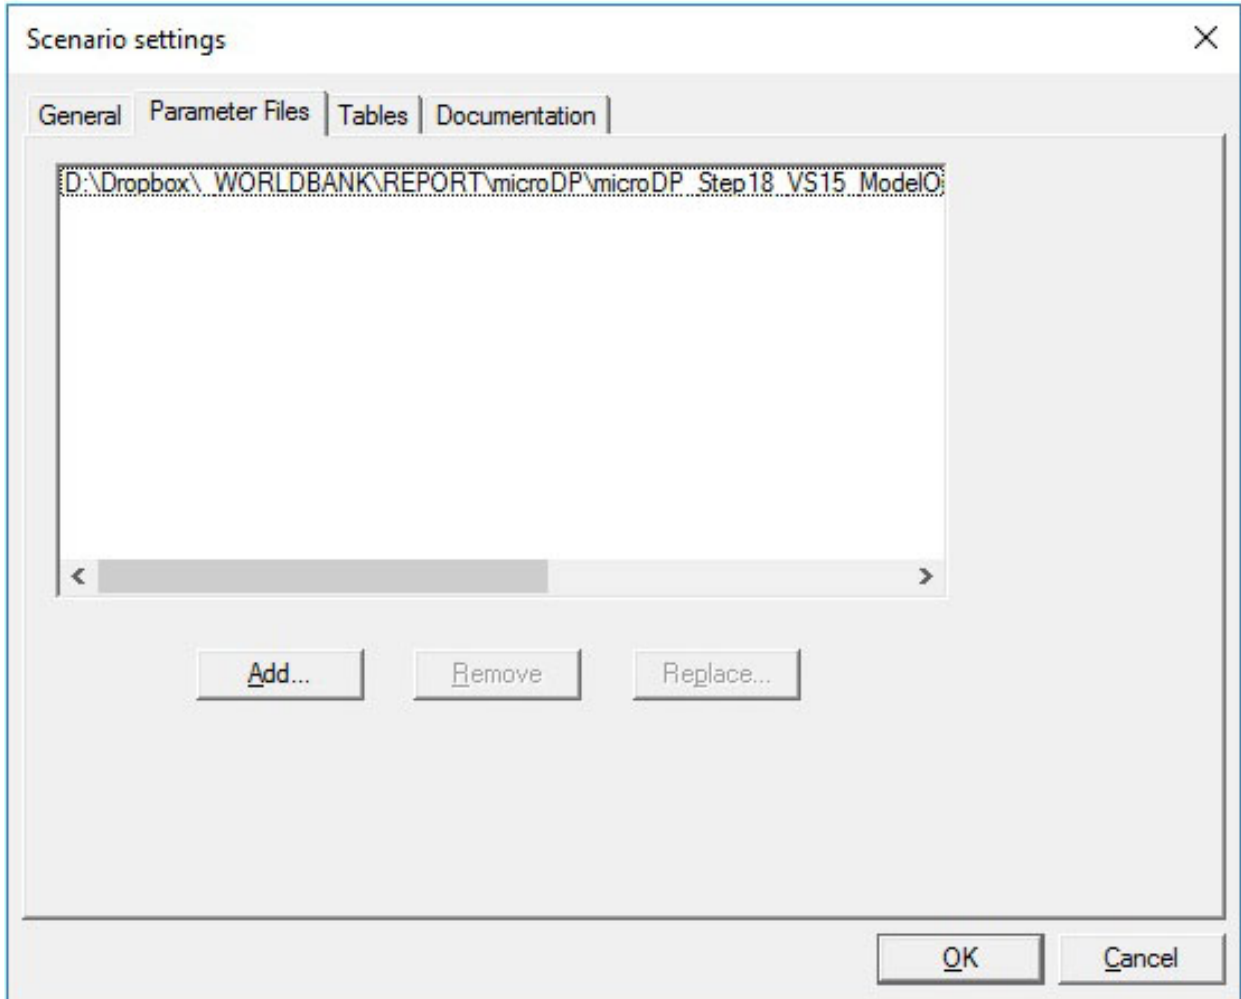 Scenario settings
General Parameter Files Tables Documentation
D:\Dropbox\_WORLDBANK\REPORT\microDP\microDP_Step18_VS15_ModelO
Add... Remove Replace...
OK Cancel